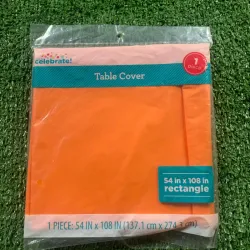 celebrate!
Table Cover
54 in x 108 in
rectangle
1 PIECE: 54 IN X 108 IN (137.1 cm x 274.3 cm)